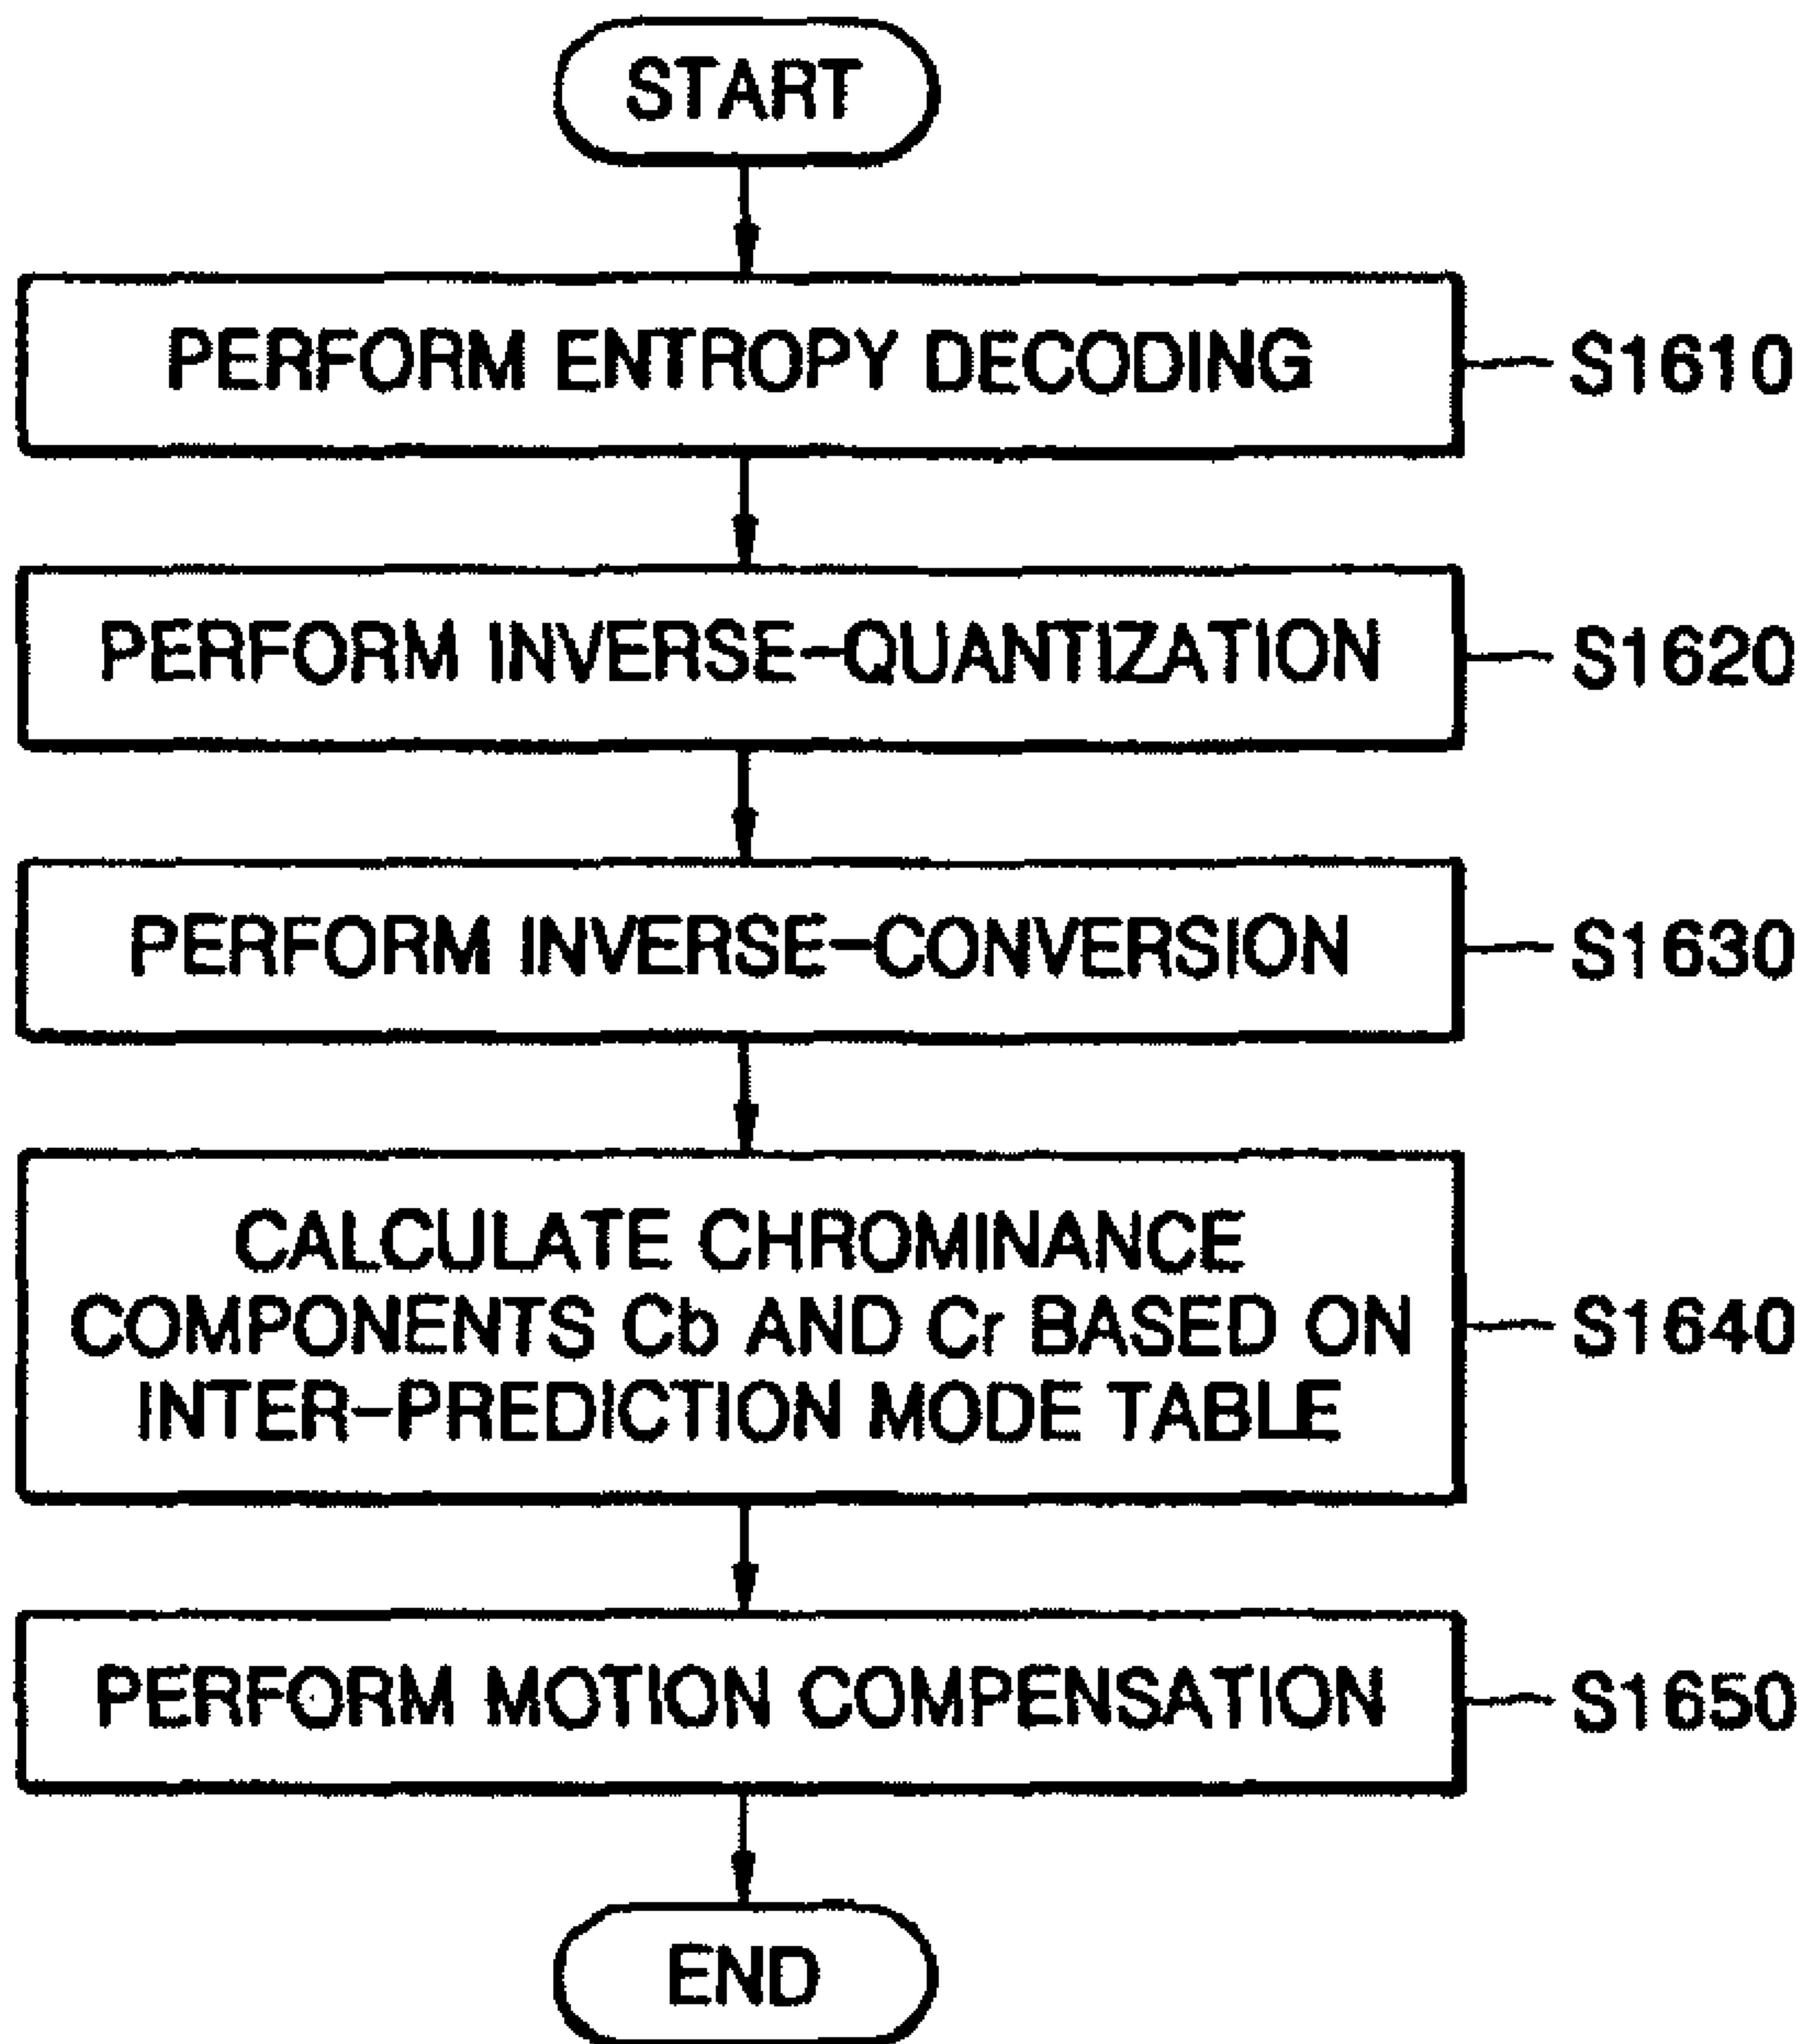 START
PERFORM ENTROPY DECODING
S1610
PERFORM INVERSE-QUANTIZATION
S1620
PERFORM INVERSE-CONVERSION
S1630
CALCULATE CHROMINANCE
COMPONENTS Cb AND Cr BASED ON
INTER-PREDICTION MODE TABLE
S1640
PERFORM MOTION COMPENSATION
S1650
END